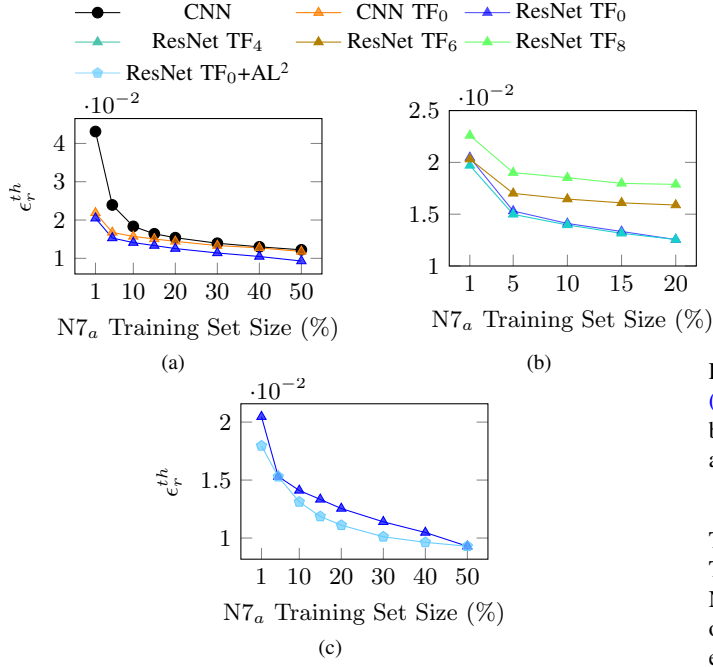 CNN CNN TF₀ ResNet TF₀
ResNet TF₄ ResNet TF₆ ResNet TF₈
ResNet TF₀+AL²
·10⁻²
4
3
2
1
ϵᵣᵗʰ
1 10 20 30 40 50
N7ₐ Training Set Size (%)
(a)
·10⁻²
2.5
2
1.5
1
1 5 10 15 20
N7ₐ Training Set Size (%)
(b)
·10⁻²
2
1.5
1
ϵᵣᵗʰ
1 10 20 30 40 50
N7ₐ Training Set Size (%)
(c)
(
b
a
T
T
N
o
e